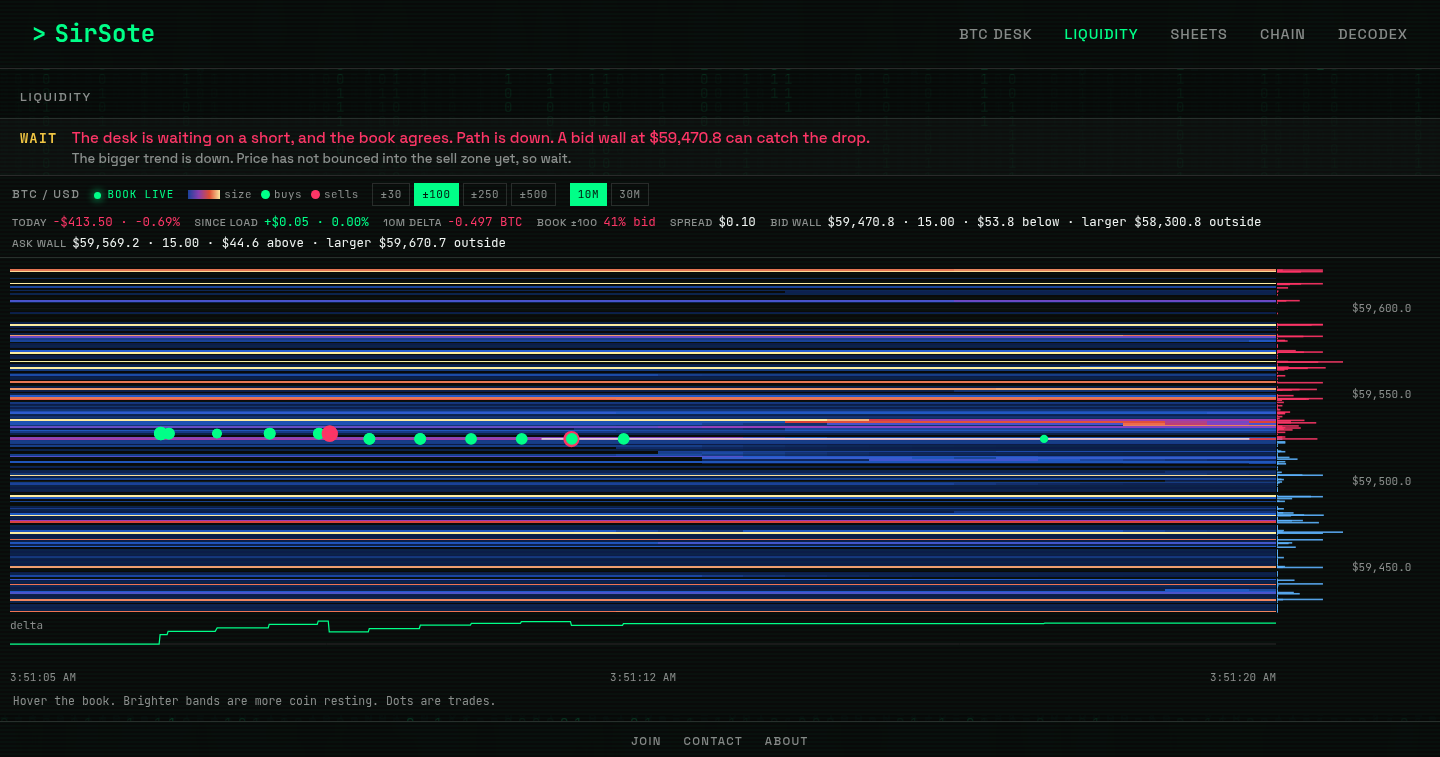 > SirSote
BTC DESK LIQUIDITY SHEETS CHAIN DECODEX
LIQUIDITY
WAIT The desk is waiting on a short, and the book agrees. Path is down. A bid wall at $59,470.8 can catch the drop.
The bigger trend is down. Price has not bounced into the sell zone yet, so wait.
BTC / USD BOOK LIVE size buys sells ±30 ±100 ±250 ±500 10M 30M
TODAY -$413.50 · -0.69% SINCE LOAD +$0.05 · 0.00% 10M DELTA -0.497 BTC BOOK ±100 41% bid SPREAD $0.10 BID WALL $59,470.8 · 15.00 · $53.8 below · larger $58,300.8 outside
ASK WALL $59,569.2 · 15.00 · $44.6 above · larger $59,670.7 outside
$59,600.0
$59,550.0
$59,500.0
$59,450.0
delta
3:51:05 AM 3:51:12 AM 3:51:20 AM
Hover the book. Brighter bands are more coin resting. Dots are trades.
JOIN CONTACT ABOUT